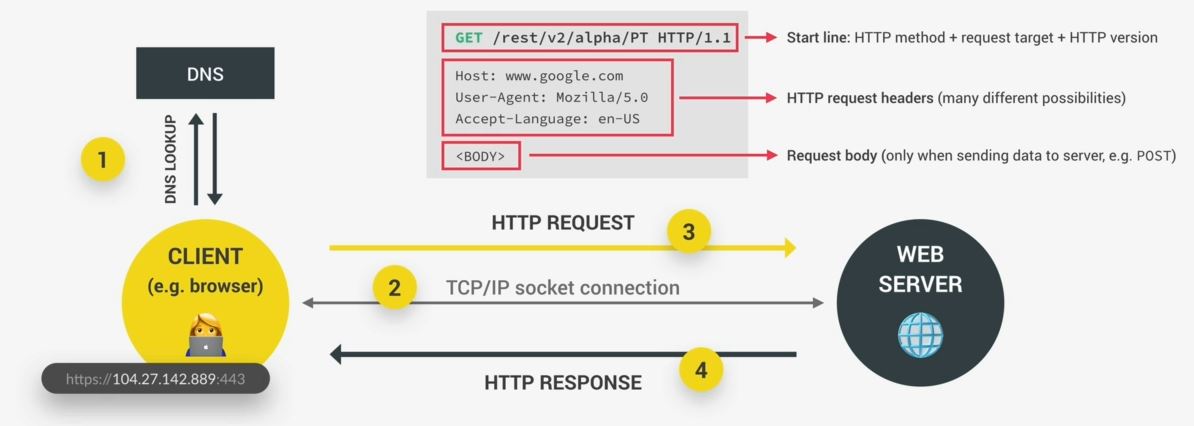 DNS
DNS LOOKUP
1
CLIENT
(e.g. browser)
https://104.27.142.889:443
GET /rest/v2/alpha/PT HTTP/1.1
Start line: HTTP method + request target + HTTP version
Host: www.google.com
User-Agent: Mozilla/5.0
Accept-Language: en-US
HTTP request headers (many different possibilities)
<BODY>
Request body (only when sending data to server, e.g. POST)
HTTP REQUEST
3
2
TCP/IP socket connection
HTTP RESPONSE
4
WEB
SERVER